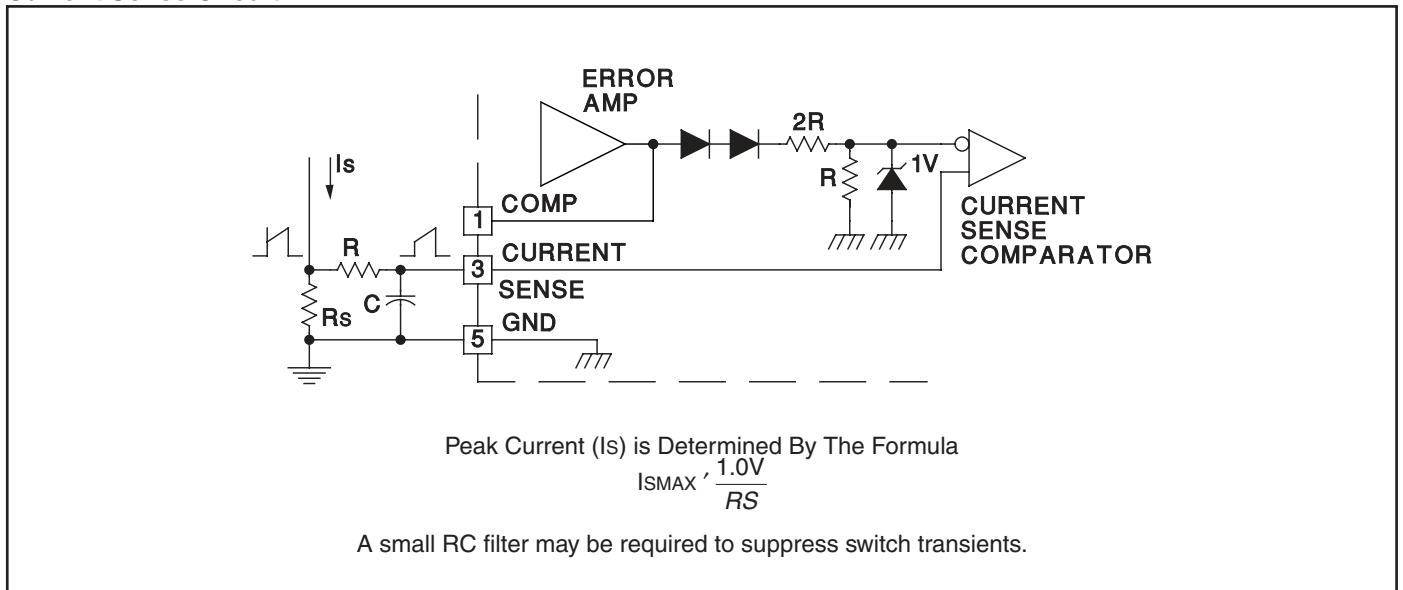 ERROR
AMP
2R
Is
R
1V
1
COMP
CURRENT
SENSE
COMPARATOR
R
3
CURRENT
SENSE
C
Rs
5
GND
Peak Current (IS) is Determined By The Formula
ISMAX ′ 1.0V
RS
A small RC filter may be required to suppress switch transients.